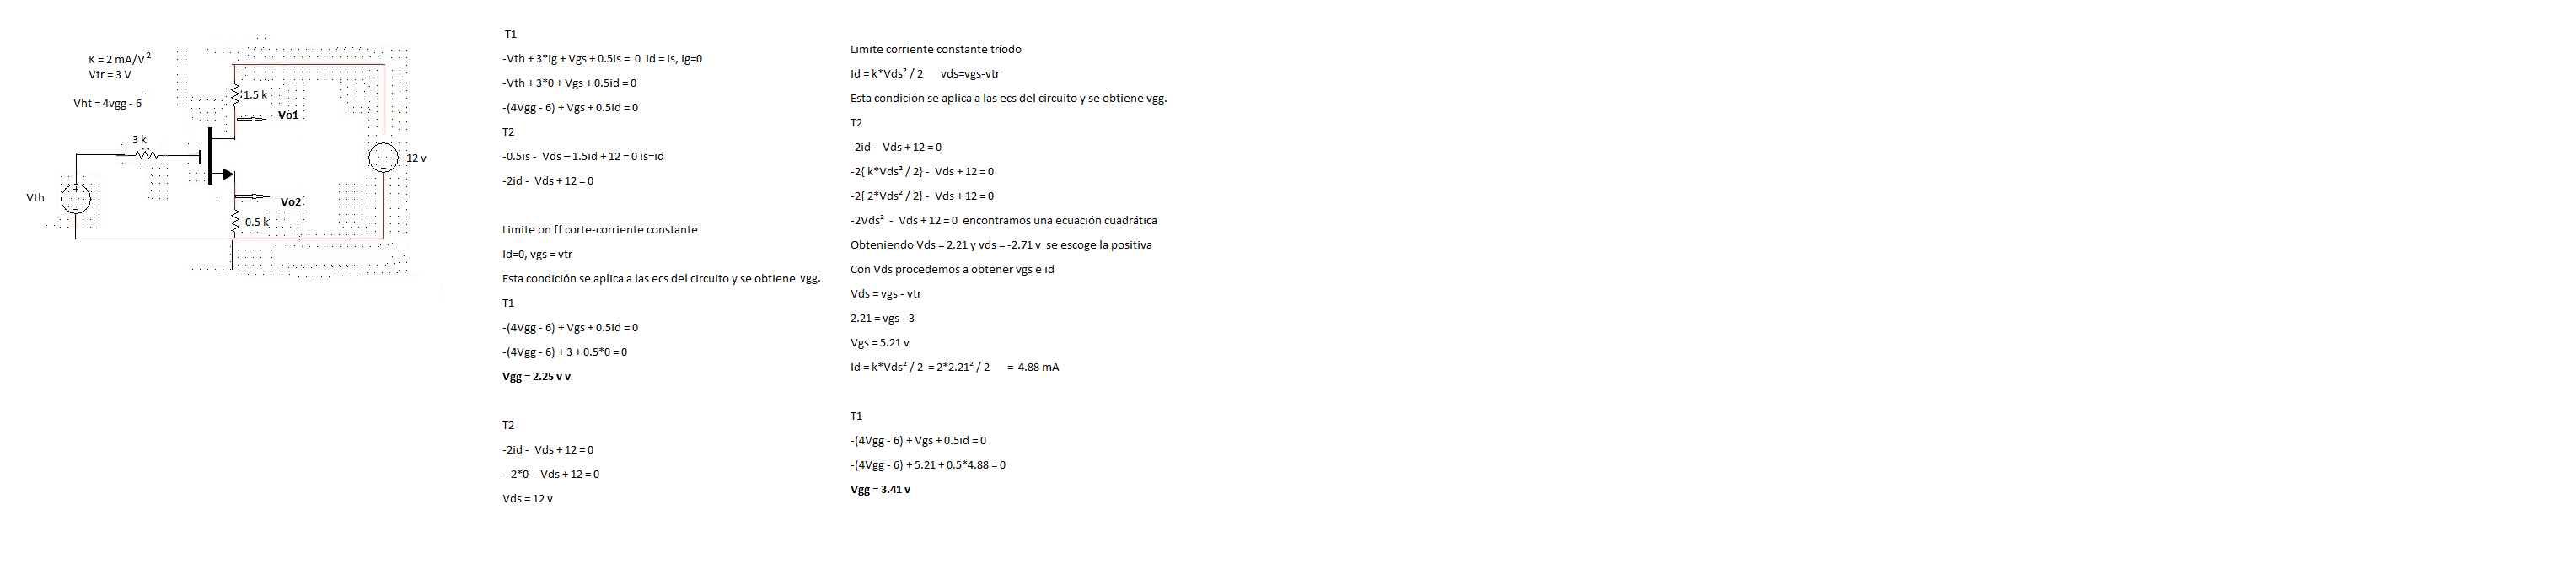 K = 2 mA/V²
Vtr = 3 V
Vht = 4vgg - 6
1.5 k
Vo1
3 k
12 v
Vth
Vo2
0.5 k
T1
-Vth + 3*ig + Vgs + 0.5is = 0 id = is, ig=0
-Vth + 3*0 + Vgs + 0.5id = 0
-(4Vgg - 6) + Vgs + 0.5id = 0
T2
-0.5is - Vds – 1.5id + 12 = 0 is=id
-2id - Vds + 12 = 0
Limite on ff corte-corriente constante
Id=0, vgs = vtr
Esta condición se aplica a las ecs del circuito y se obtiene vgg.
T1
-(4Vgg - 6) + Vgs + 0.5id = 0
-(4Vgg - 6) + 3 + 0.5*0 = 0
Vgg = 2.25 v v
T2
-2id - Vds + 12 = 0
--2*0 - Vds + 12 = 0
Vds = 12 v
Limite corriente constante tríodo
Id = k*Vds² / 2 vds=vgs-vtr
Esta condición se aplica a las ecs del circuito y se obtiene vgg.
T2
-2id - Vds + 12 = 0
-2{ k*Vds² / 2} - Vds + 12 = 0
-2{ 2*Vds² / 2} - Vds + 12 = 0
-2Vds² - Vds + 12 = 0 encontramos una ecuación cuadrática
Obteniendo Vds = 2.21 y vds = -2.71 v se escoge la positiva
Con Vds procedemos a obtener vgs e id
Vds = vgs - vtr
2.21 = vgs - 3
Vgs = 5.21 v
Id = k*Vds² / 2 = 2*2.21² / 2 = 4.88 mA
T1
-(4Vgg - 6) + Vgs + 0.5id = 0
-(4Vgg - 6) + 5.21 + 0.5*4.88 = 0
Vgg = 3.41 v